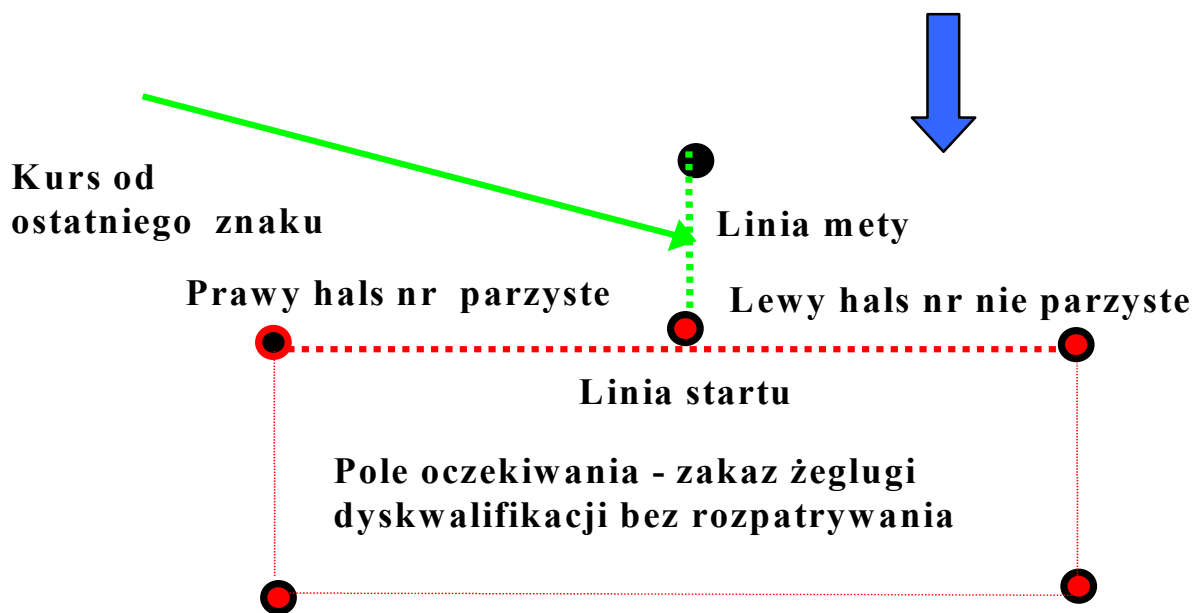 Kurs od
ostatniego znaku
Linia mety
Prawy hals nr parzyste
Lewy hals nr nie parzyste
Linia startu
Pole oczekiwania - zakaz żeglugi
dyskwalifikacji bez rozpatrywania